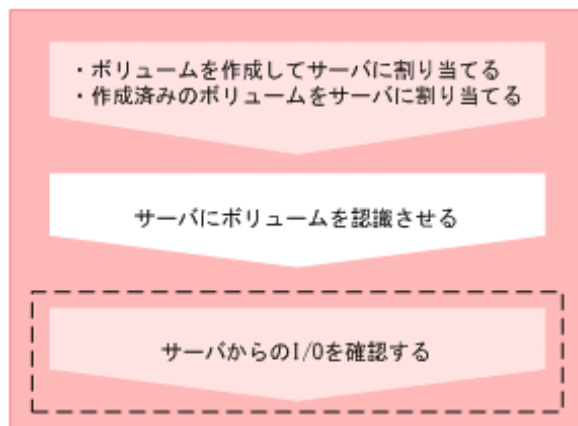 ・ボリュームを作成してサーバに割り当てる
・作成済みのボリュームをサーバに割り当てる
サーバにボリュームを認識させる
サーバからのI/Oを確認する